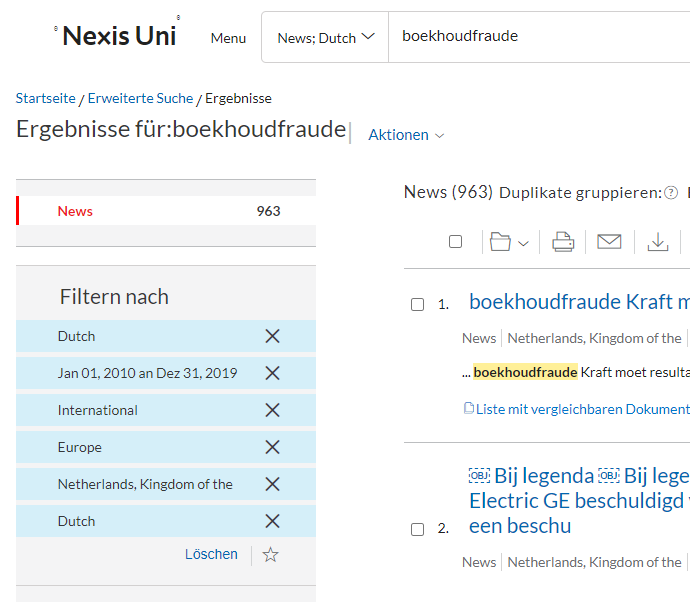 ® Nexis Uni ®
Menu
News; Dutch
boekhoudfraude
Startseite / Erweiterte Suche / Ergebnisse
Ergebnisse für:boekhoudfraude
Aktionen
News 963
News (963) Duplikate gruppieren: ?
Filtern nach
Dutch
Jan 01, 2010 an Dez 31, 2019
International
Europe
Netherlands, Kingdom of the
Dutch
Löschen
1. boekhoudfraude Kraft m
News Netherlands, Kingdom of the
... boekhoudfraude Kraft moet resulta
Liste mit vergleichbaren Dokument
OBJ Bij legenda OBJ Bij lege
Electric GE beschuldigd v
2. een beschu
News Netherlands, Kingdom of the